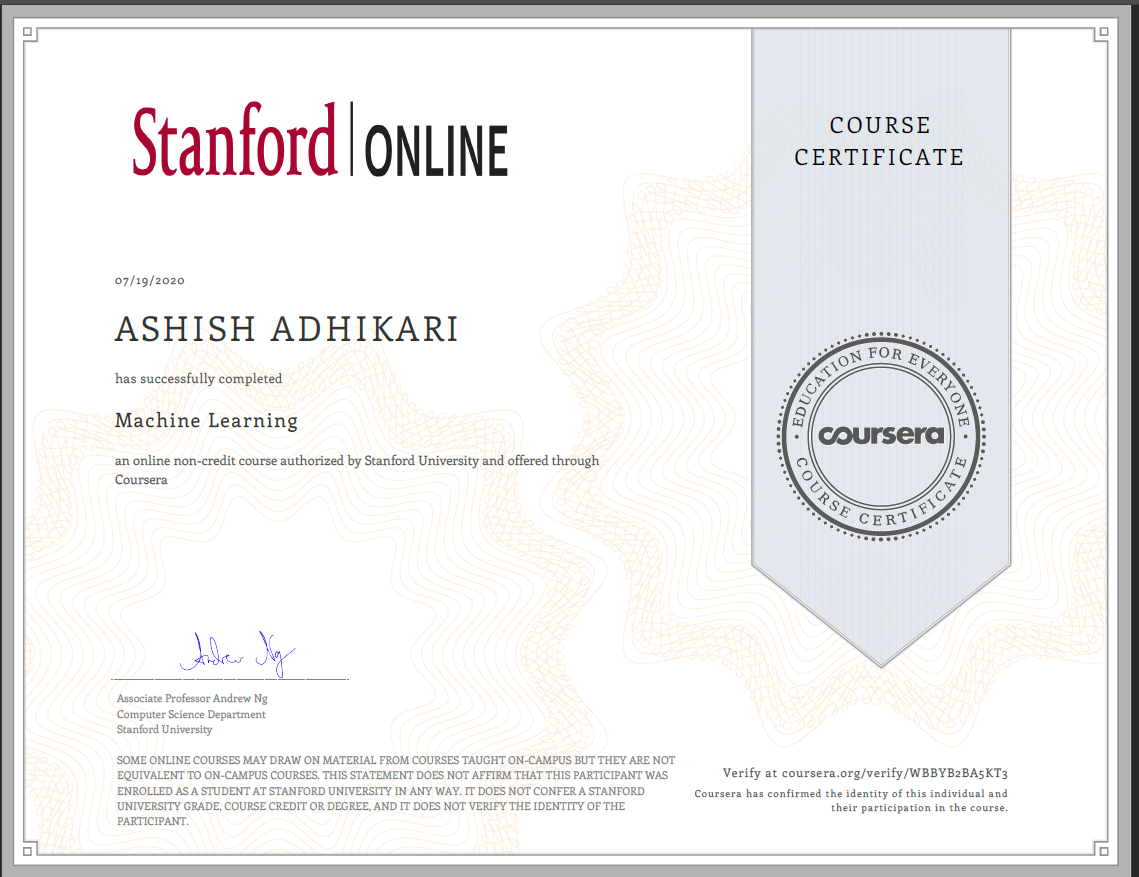 Stanford | ONLINE
COURSE
CERTIFICATE
07/19/2020
ASHISH ADHIKARI
has successfully completed
Machine Learning
an online non-credit course authorized by Stanford University and offered through
Coursera
EDUCATION FOR EVERYONE
coursera
COURSE CERTIFICATE
Andrew Ng
Associate Professor Andrew Ng
Computer Science Department
Stanford University
SOME ONLINE COURSES MAY DRAW ON MATERIAL FROM COURSES TAUGHT ON-CAMPUS BUT THEY ARE NOT
EQUIVALENT TO ON-CAMPUS COURSES. THIS STATEMENT DOES NOT AFFIRM THAT THIS PARTICIPANT WAS
ENROLLED AS A STUDENT AT STANFORD UNIVERSITY IN ANY WAY. IT DOES NOT CONFER A STANFORD
UNIVERSITY GRADE, COURSE CREDIT OR DEGREE, AND IT DOES NOT VERIFY THE IDENTITY OF THE
PARTICIPANT.
Verify at coursera.org/verify/WBBYB2BA5KT3
Coursera has confirmed the identity of this individual and
their participation in the course.